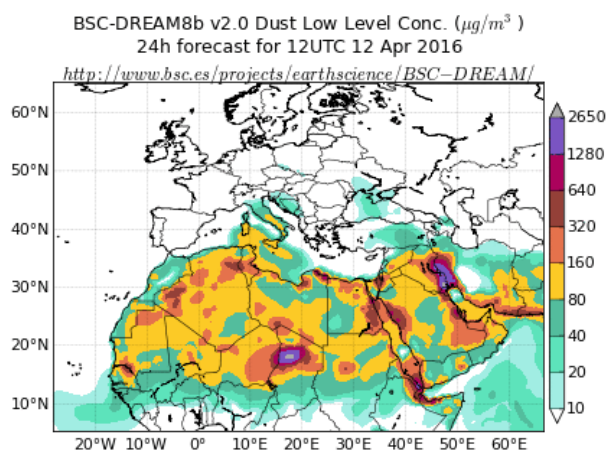 BSC-DREAM8b v2.0 Dust Low Level Conc. (μg/m³ )
24h forecast for 12UTC 12 Apr 2016
http://www.bsc.es/projects/earthscience/BSC−DREAM/
60°N
50°N
40°N
30°N
20°N
10°N
20°W 10°W 0° 10°E 20°E 30°E 40°E 50°E 60°E
2650
1280
640
320
160
80
40
20
10